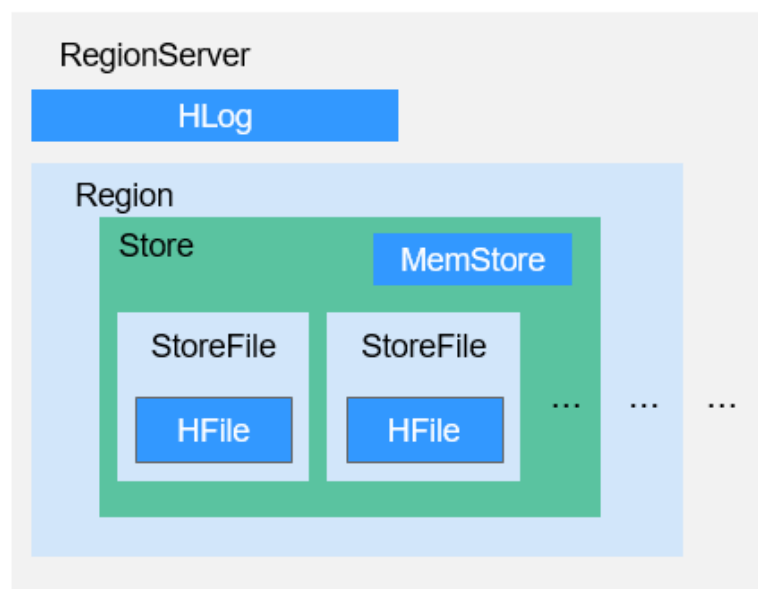 RegionServer
HLog
Region
Store
MemStore
StoreFile StoreFile
HFile HFile
... ... ...